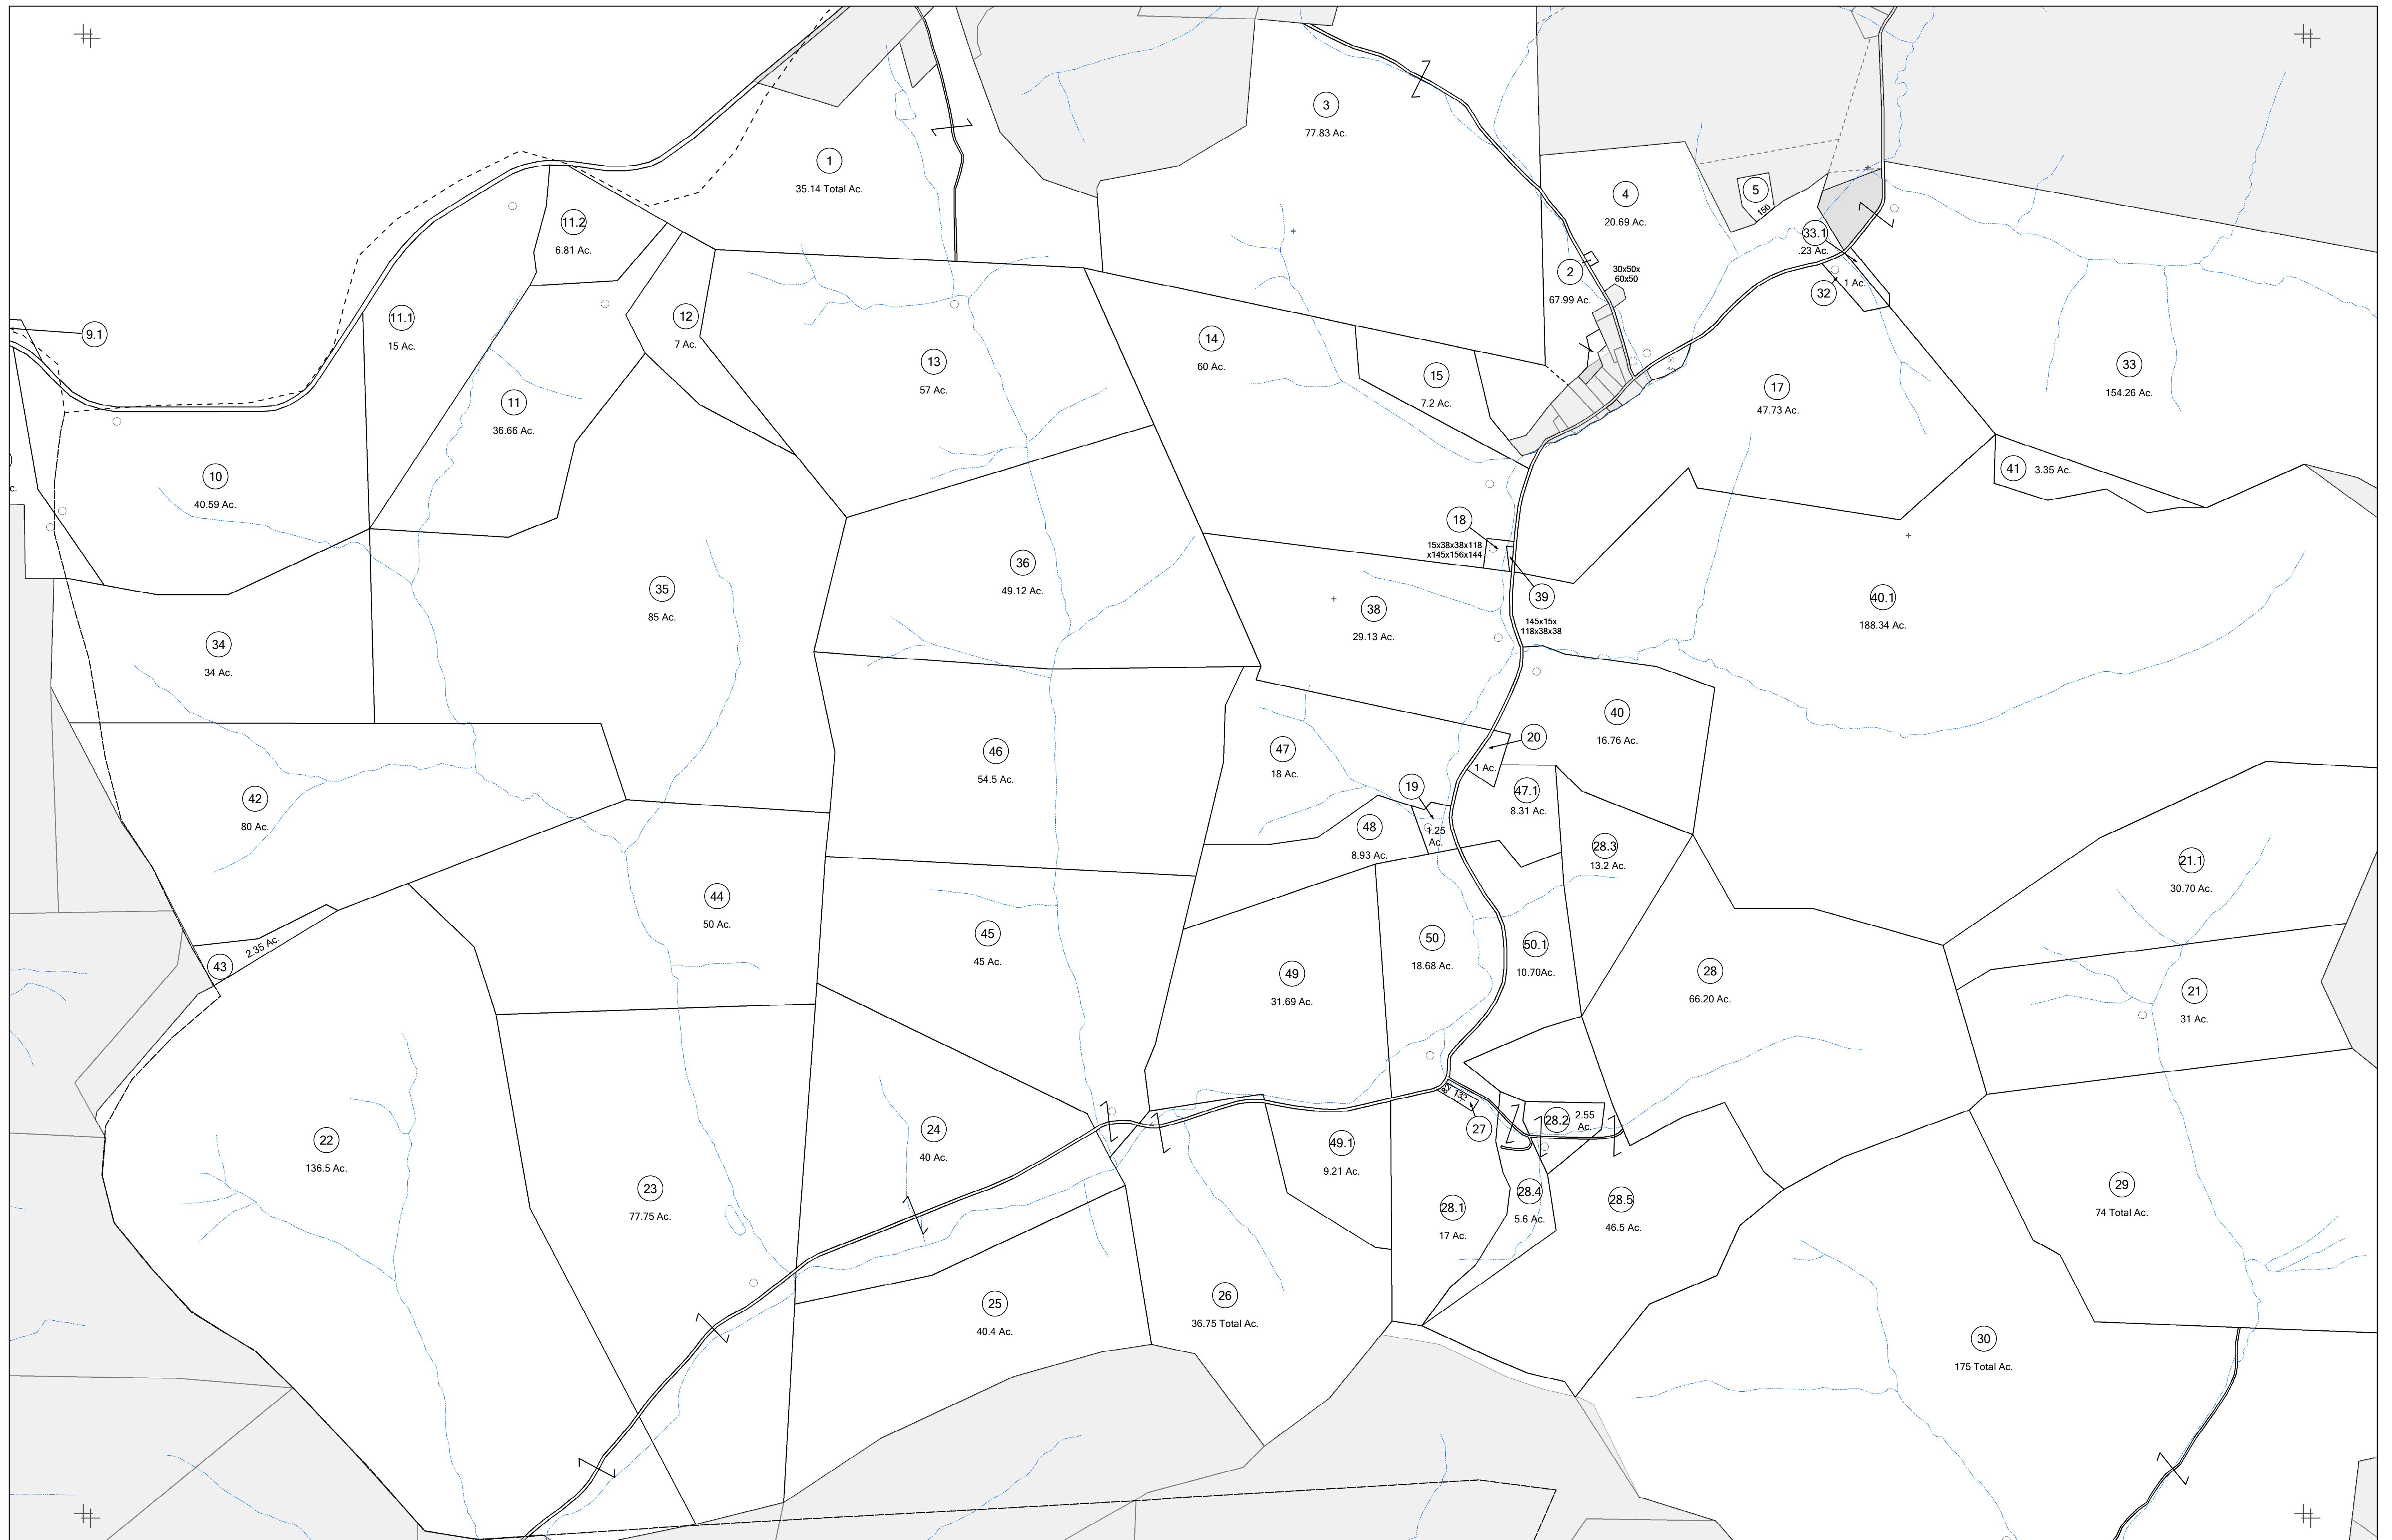 3
77.83 Ac.
1
35.14 Total Ac.
4
20.69 Ac.
5
150
11.2
6.81 Ac.
33.1
.23 Ac.
2
67.99 Ac.
30x50x
60x50
32
1 Ac.
9.1
11.1
15 Ac.
12
7 Ac.
13
57 Ac.
14
60 Ac.
15
7.2 Ac.
17
47.73 Ac.
33
154.26 Ac.
11
36.66 Ac.
10
40.59 Ac.
c.
41
3.35 Ac.
18
15x38x38x118
x145x156x144
36
49.12 Ac.
35
85 Ac.
38
29.13 Ac.
39
145x15x
118x38x38
40.1
188.34 Ac.
34
34 Ac.
40
16.76 Ac.
46
54.5 Ac.
47
18 Ac.
20
1 Ac.
19
1.25
Ac.
47.1
8.31 Ac.
42
80 Ac.
48
8.93 Ac.
28.3
13.2 Ac.
21.1
30.70 Ac.
44
50 Ac.
45
45 Ac.
50
18.68 Ac.
50.1
10.70Ac.
43
2.35 Ac.
49
31.69 Ac.
28
66.20 Ac.
21
31 Ac.
132
27
28.2
2.55
Ac.
22
136.5 Ac.
24
40 Ac.
49.1
9.21 Ac.
23
77.75 Ac.
28.1
17 Ac.
28.4
5.6 Ac.
28.5
46.5 Ac.
29
74 Total Ac.
25
40.4 Ac.
26
36.75 Total Ac.
30
175 Total Ac.